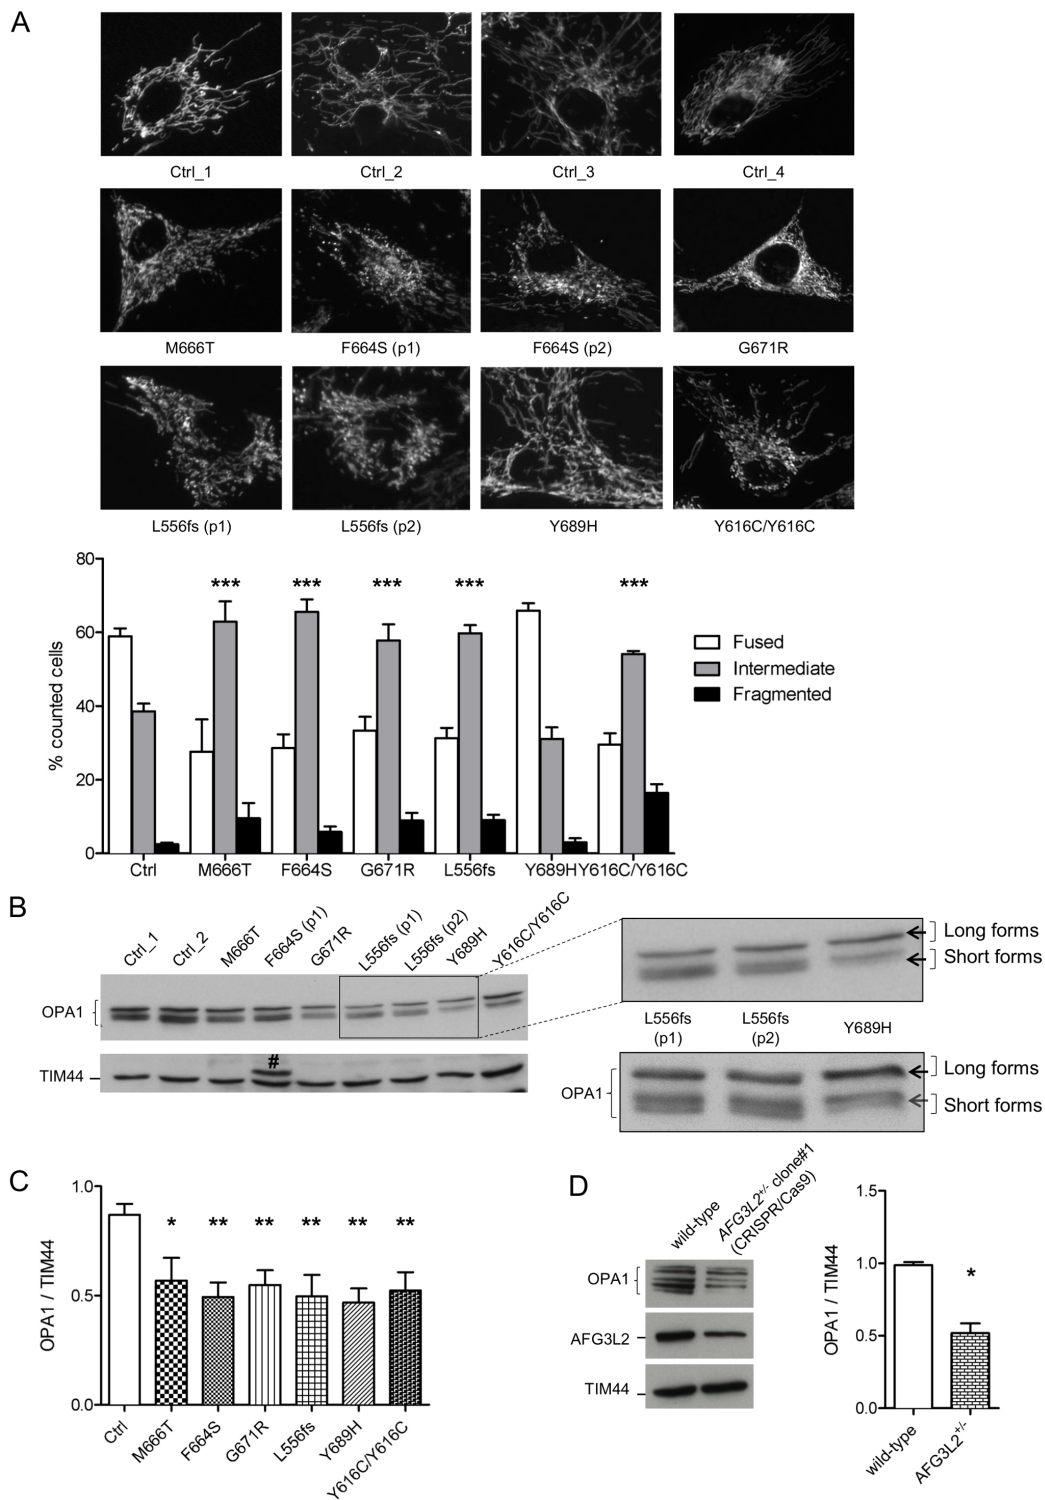 A
Ctrl_1 Ctrl_2 Ctrl_3 Ctrl_4
M666T F664S (p1) F664S (p2) G671R
L556fs (p1) L556fs (p2) Y689H Y616C/Y616C
80
60
40
20
0
% counted cells
*** *** *** *** ***
Fused
Intermediate
Fragmented
Ctrl M666T F664S G671R L556fs Y689H Y616C/Y616C
B
Ctrl_1 Ctrl_2 M666T F664S (p1) G671R L556fs (p1) L556fs (p2) Y689H Y616C/Y616C
OPA1
#
TIM44
Long forms
Short forms
L556fs (p1) L556fs (p2) Y689H
OPA1
Long forms
Short forms
C
1.0
0.5
0.0
OPA1 / TIM44
* ** ** ** ** **
Ctrl M666T F664S G671R L556fs Y689H Y616C/Y616C
D
wild-type
AFG3L2+/- clone#1
(CRISPR/Cas9)
OPA1
AFG3L2
TIM44
1.5
1.0
0.5
0.0
OPA1 / TIM44
*
wild-type AFG3L2+/-